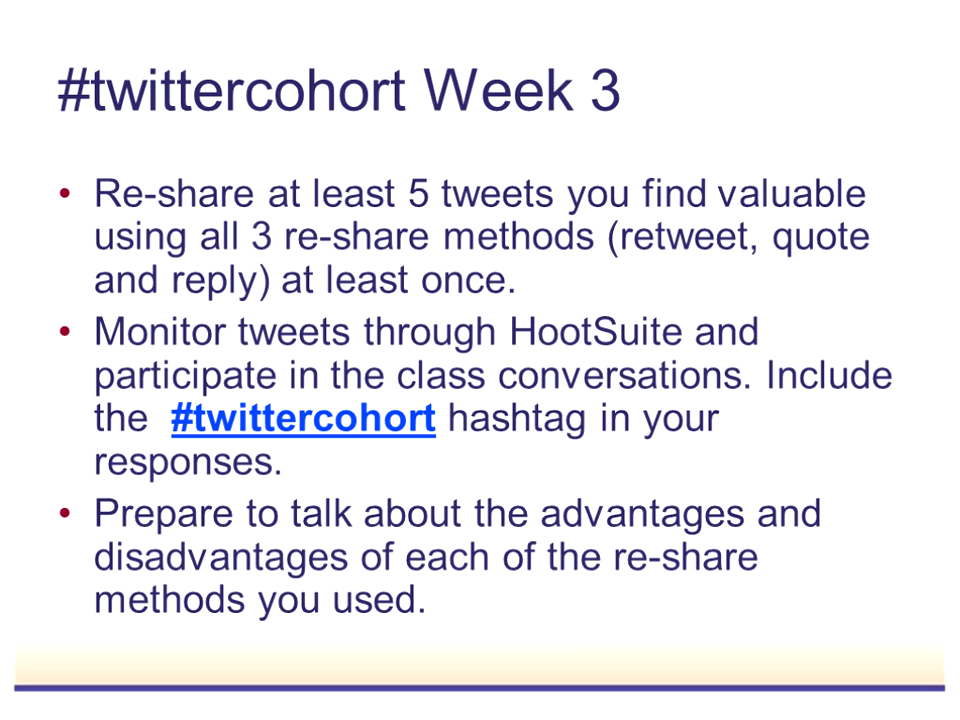 #twittercohort Week 3
• Re-share at least 5 tweets you find valuable
using all 3 re-share methods (retweet, quote
and reply) at least once.
• Monitor tweets through HootSuite and
participate in the class conversations. Include
the  #twittercohort hashtag in your
responses.
• Prepare to talk about the advantages and
disadvantages of each of the re-share
methods you used.